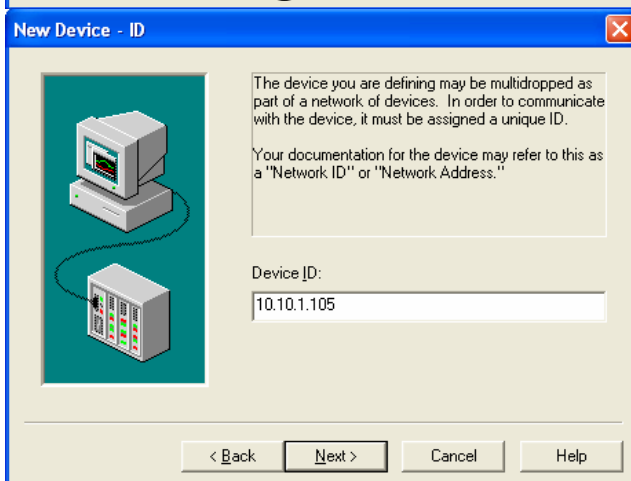 New Device - ID
The device you are defining may be multidropped as
part of a network of devices. In order to communicate
with the device, it must be assigned a unique ID.
Your documentation for the device may refer to this as
a "Network ID" or "Network Address."
Device ID:
10.10.1.105
< Back
Next >
Cancel
Help